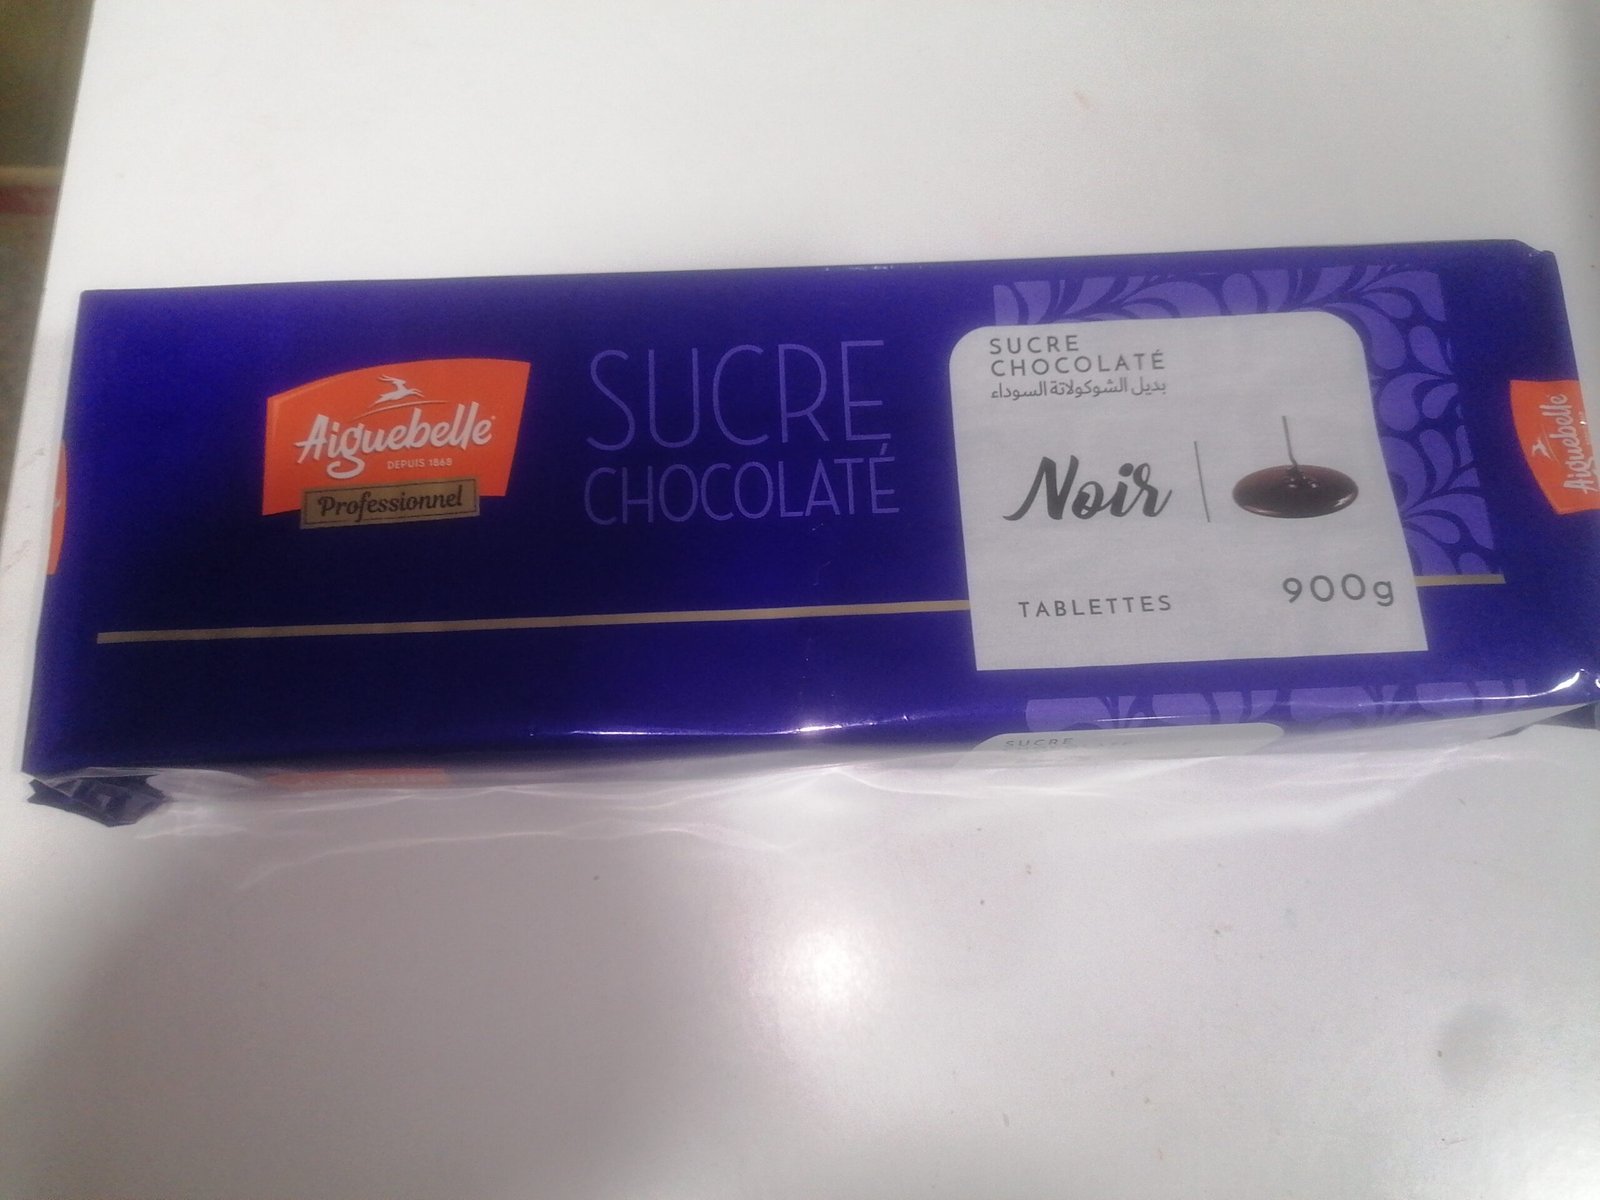 Aiguebelle
DEPUIS 1868
Professionnel
SUCRE
CHOCOLATÉ
SUCRE
CHOCOLATÉ
بديل الشوكولاتة السوداء
Noir
TABLETTES
900g
Aiguebelle
SUCRE